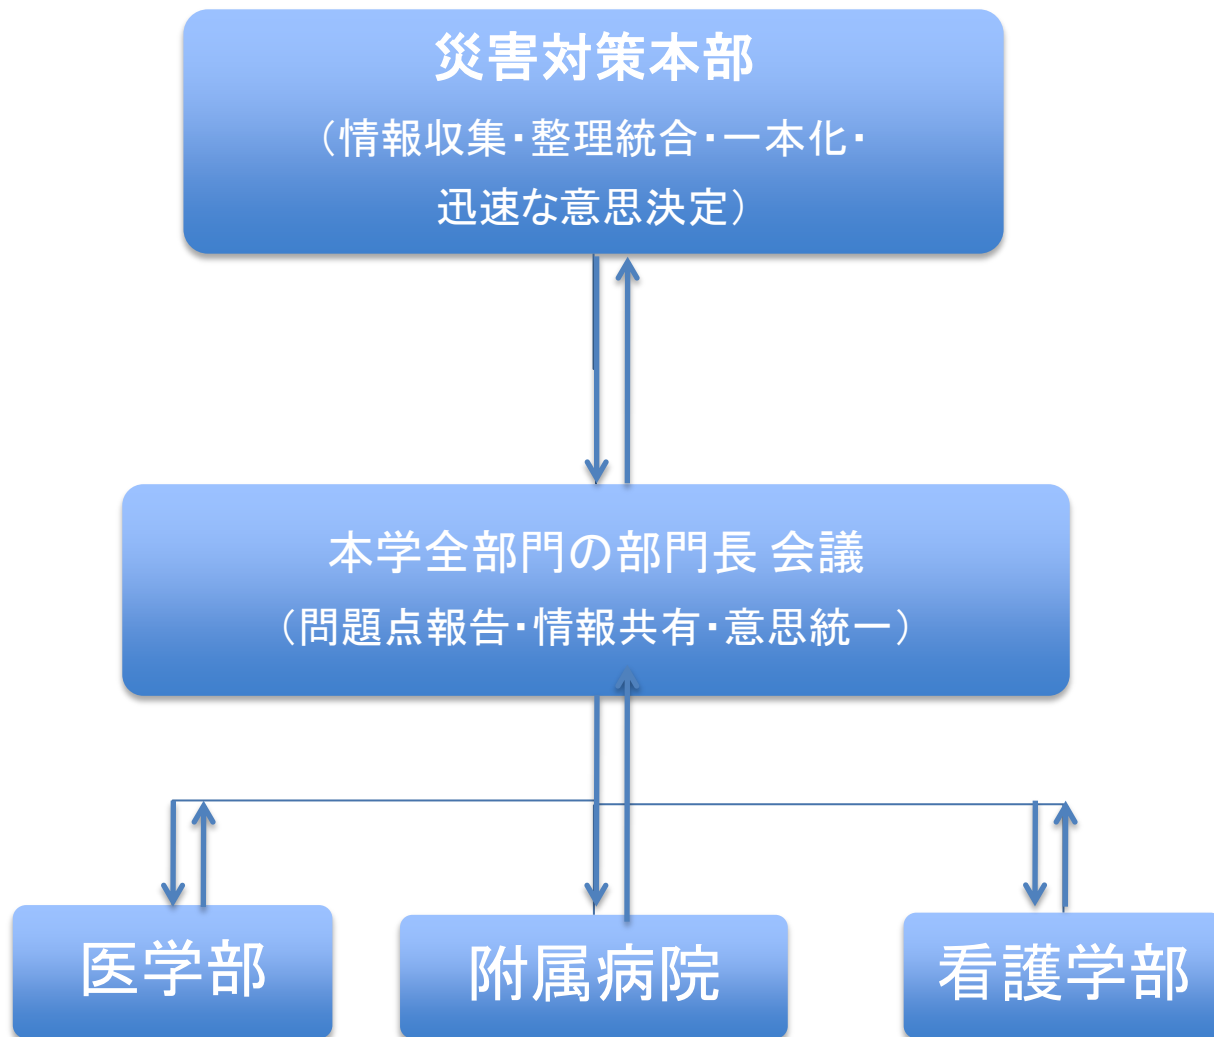 災害対策本部
（情報収集・整理統合・一本化・
迅速な意思決定）
本学全部門の部門長 会議
（問題点報告・情報共有・意思統一）
医学部
附属病院
看護学部